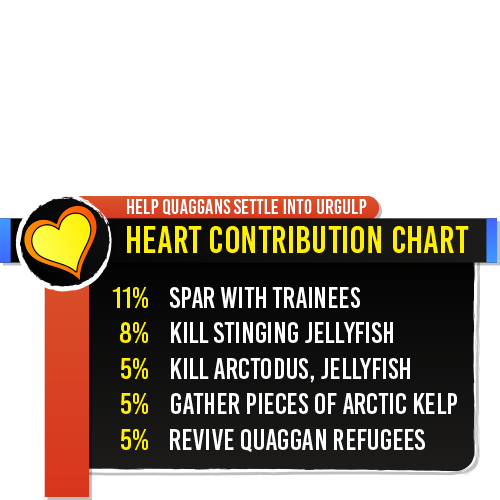 HELP QUAGGANS SETTLE INTO URGULP
HEART CONTRIBUTION CHART
11% SPAR WITH TRAINEES
8% KILL STINGING JELLYFISH
5% KILL ARCTODUS, JELLYFISH
5% GATHER PIECES OF ARCTIC KELP
5% REVIVE QUAGGAN REFUGEES